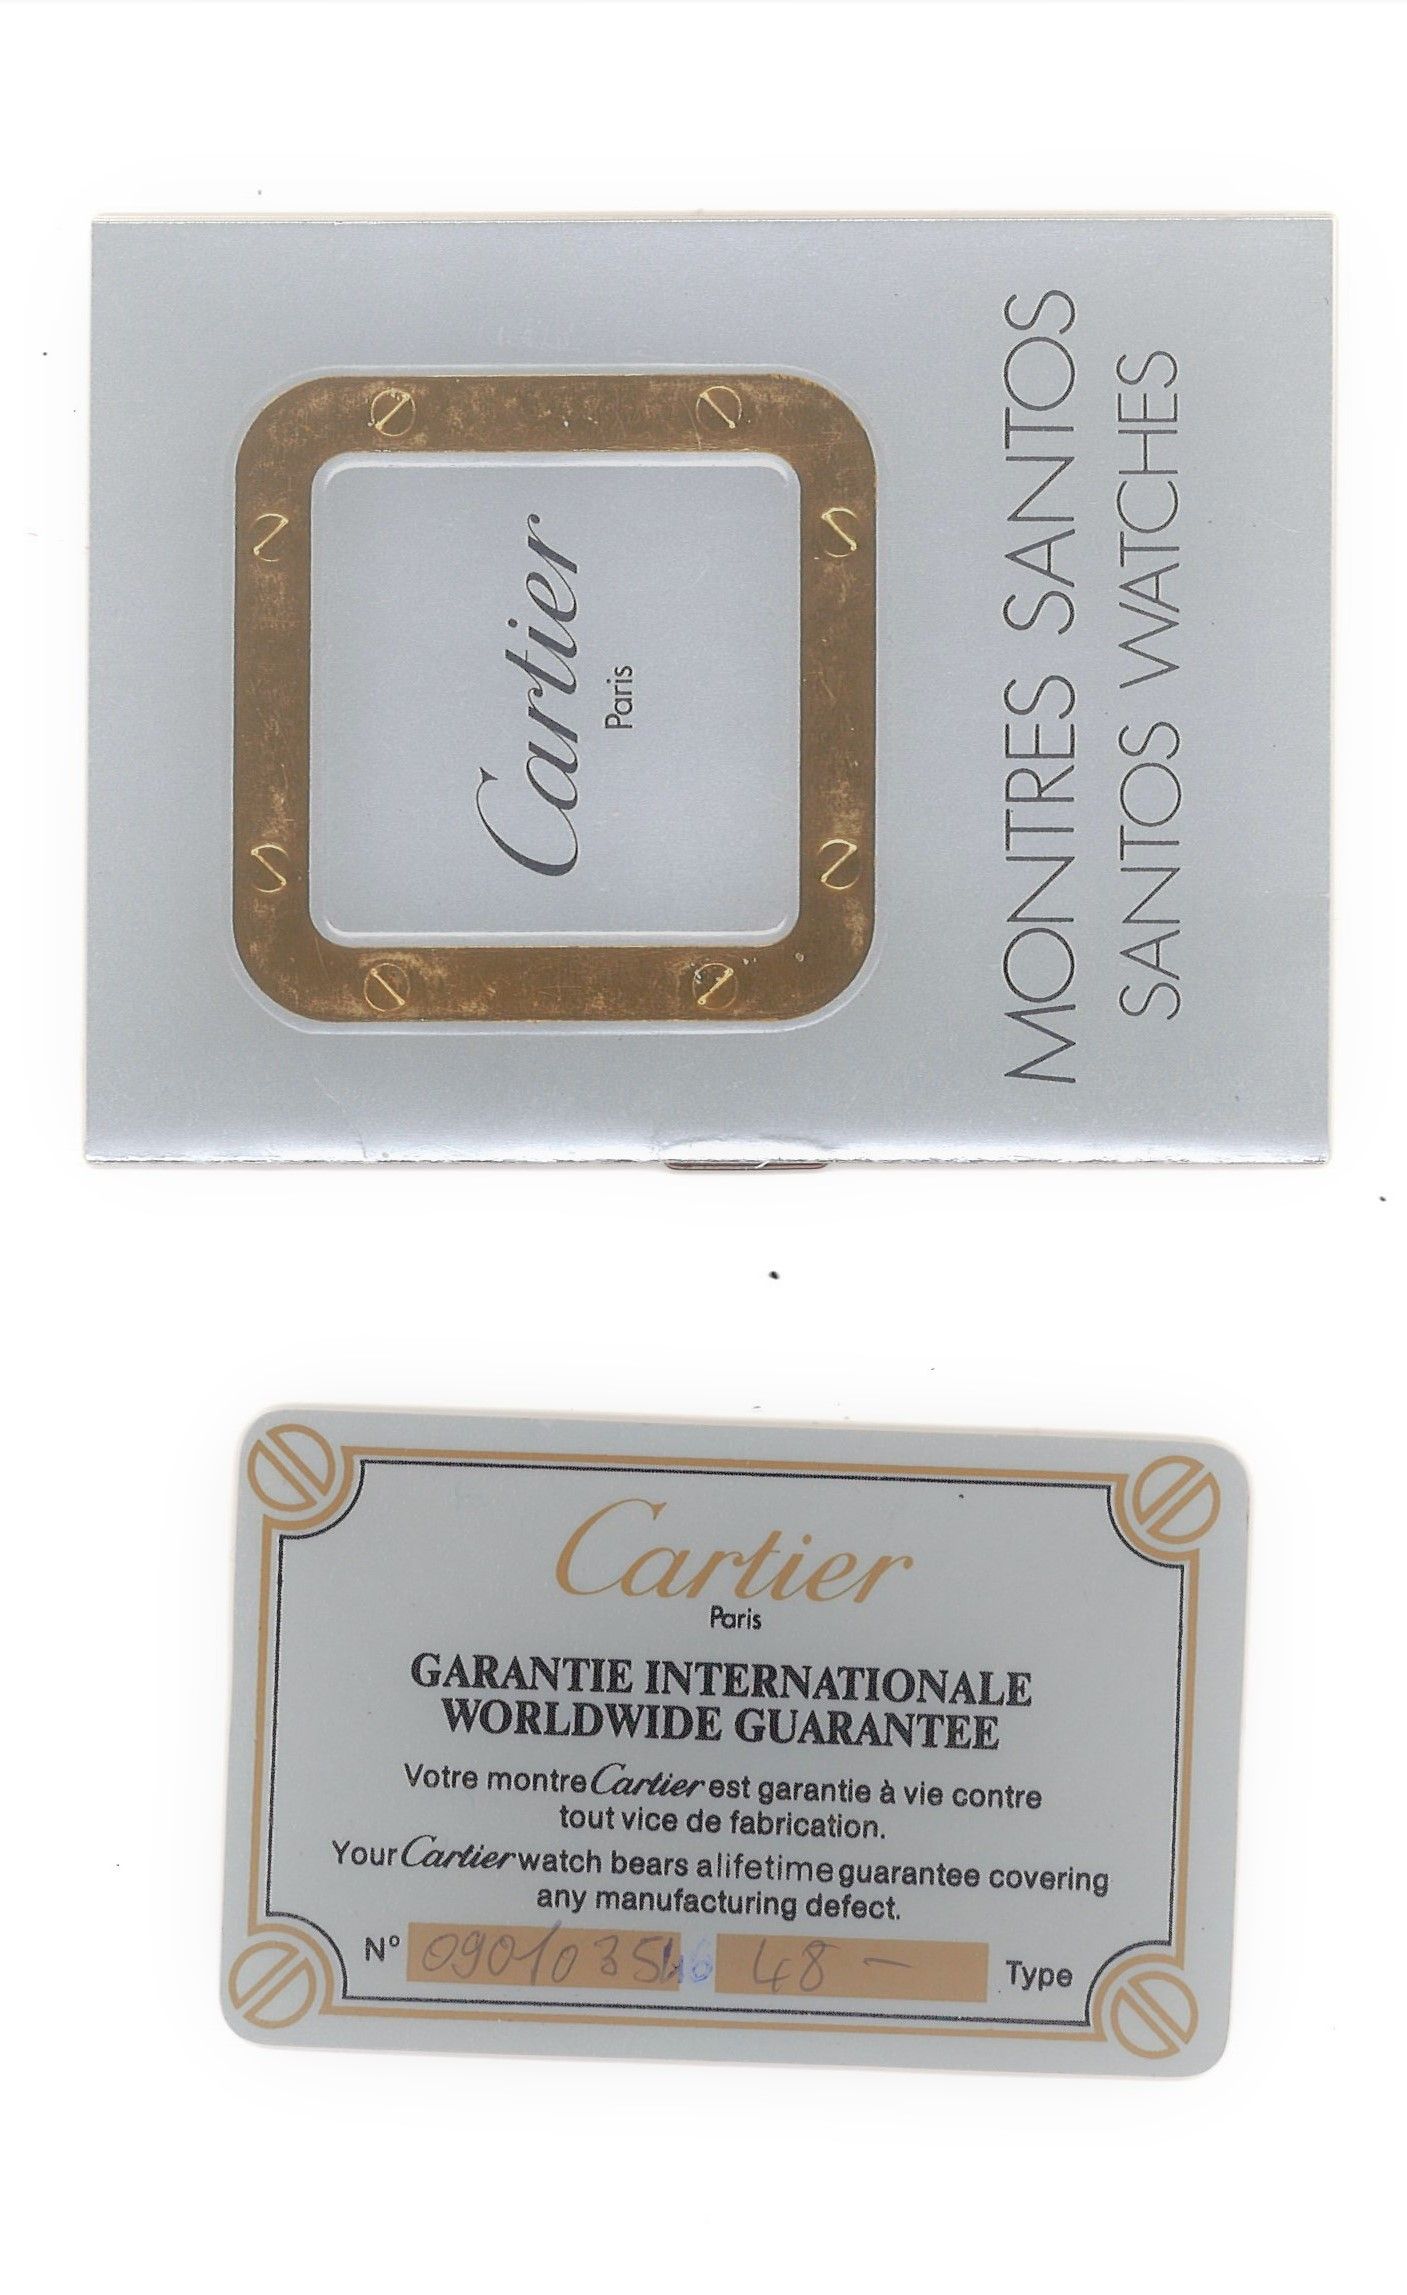 Cartier
Paris
MONTRES SANTOS
SANTOS WATCHES
Cartier
Paris
GARANTIE INTERNATIONALE
WORLDWIDE GUARANTEE
Votre montre Cartier est garantie à vie contre
tout vice de fabrication.
Your Cartier watch bears a lifetime guarantee covering
any manufacturing defect.
N° 48 – Type